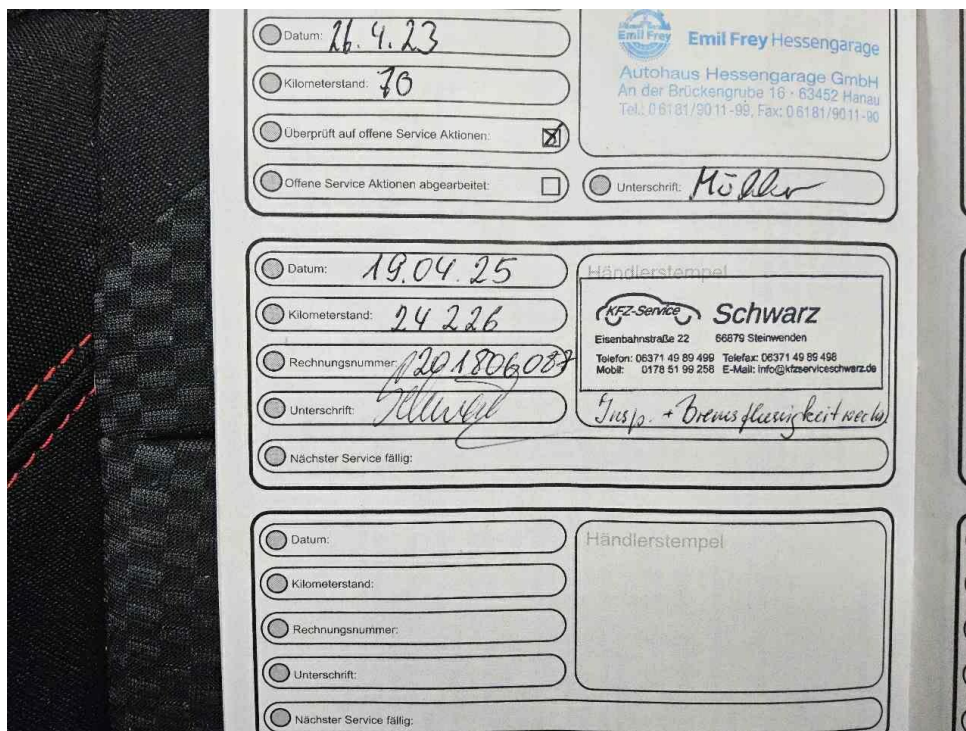 Datum: 26.4.23
Kilometerstand: 70
Überprüft auf offene Service Aktionen:
Offene Service Aktionen abgearbeitet:
Emil Frey
Emil Frey Hessengarage
Autohaus Hessengarage GmbH
An der Brückengrube 16 · 63452 Hanau
Tel.: 06181/9011-99, Fax: 06181/9011-90
Unterschrift:
Datum: 19.04.25
Kilometerstand: 24 226
Rechnungsnummer: 201806087
Unterschrift:
Nächster Service fällig:
Händlerstempel
KFZ-Service Schwarz
Eisenbahnstraße 22 66879 Steinwenden
Telefon: 06371 49 89 499 Telefax: 06371 49 89 498
Mobil: 0178 51 99 258 E-Mail: info@kfzserviceschwarz.de
Insp. + Bremsflüssigkeit
Datum:
Kilometerstand:
Rechnungsnummer:
Unterschrift:
Nächster Service fällig:
Händlerstempel